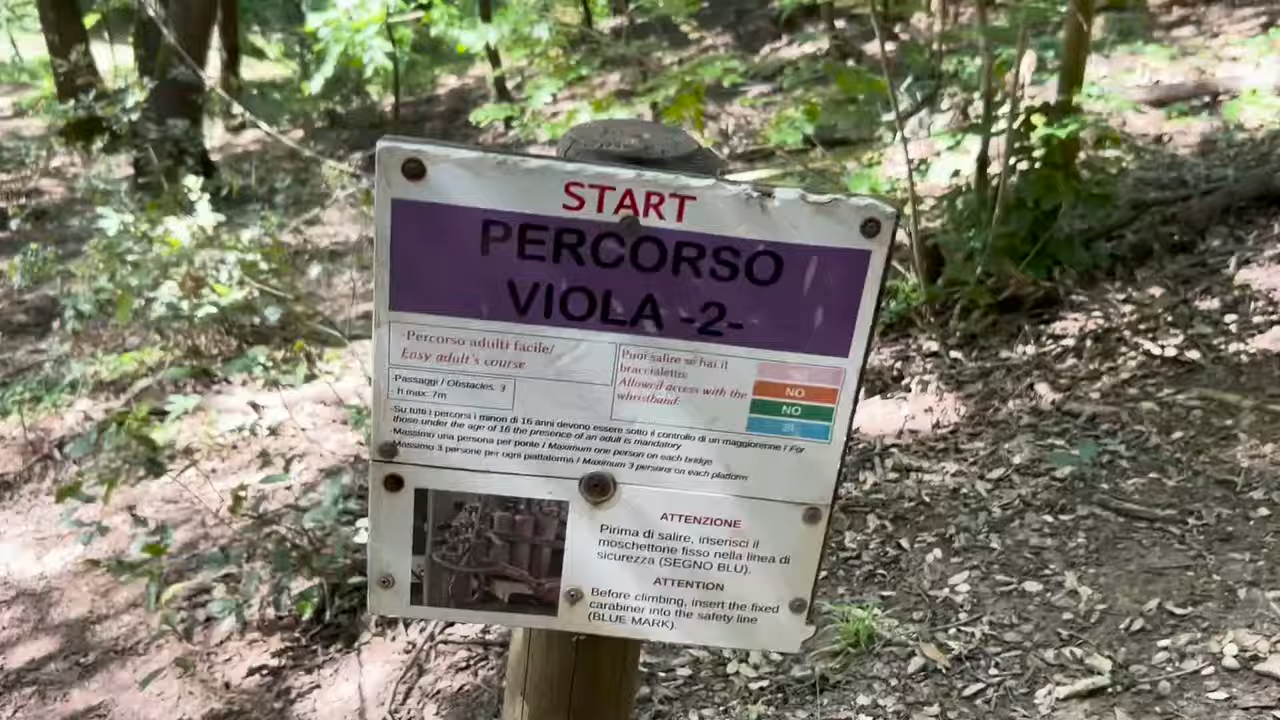 START
PERCORSO
VIOLA -2-
-Percorso adulti facile/
Easy adult's course
-Passaggi / Obstacles. 3
- h max: 7m
Puoi salire se hai il
braccialetto:
Allowed access with the
wristband:
NO
NO
SI
-Su tutti i percorsi i minori di 16 anni devono essere sotto il controllo di un maggiorenne / For
those under the age of 16 the presence of an adult is mandatory
-Massimo una persona per ponte / Maximum one person on each bridge
-Massimo 3 persone per ogni piattaforma / Maximum 3 persons on each platform
ATTENZIONE
Pirima di salire, inserisci il
moschettone fisso nella linea di
sicurezza (SEGNO BLU).
ATTENTION
Before climbing, insert the fixed
carabiner into the safety line
(BLUE MARK).